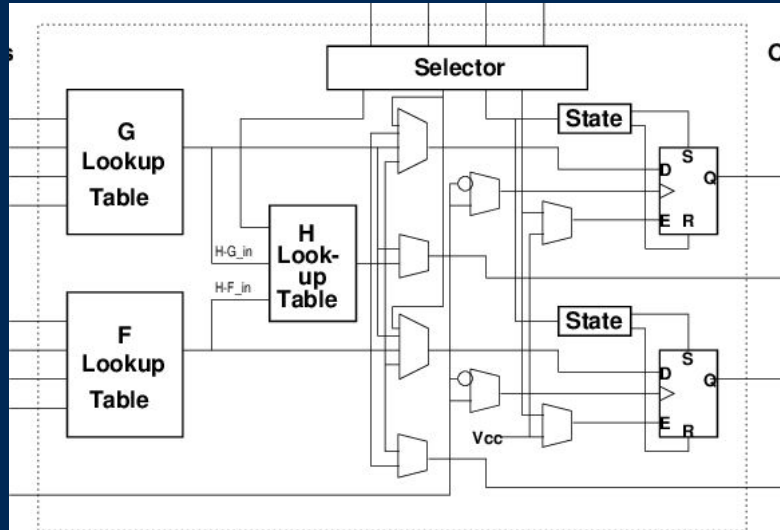 Selector
G
Lookup
Table
State
S
D
Q
E R
H
Look-
up
Table
H-G_in
H-F_in
F
Lookup
Table
State
S
D
Q
E
R
Vcc